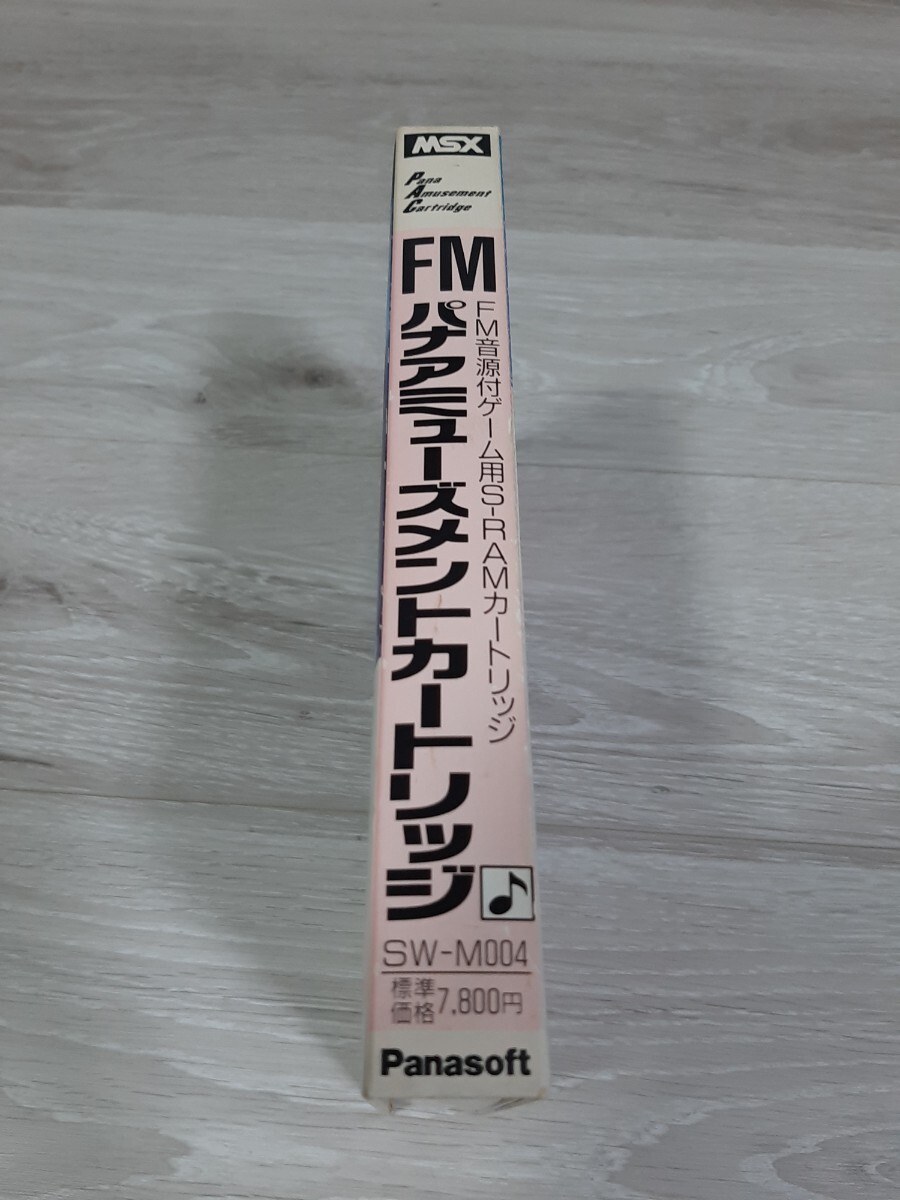 MSX
Pana
Amusement
Cartridge
FM
FM音源付ゲーム用S-RAMカートリッジ
パナアミューズメントカートリッジ
SW-M004
標準
価格
7,800円
Panasoft